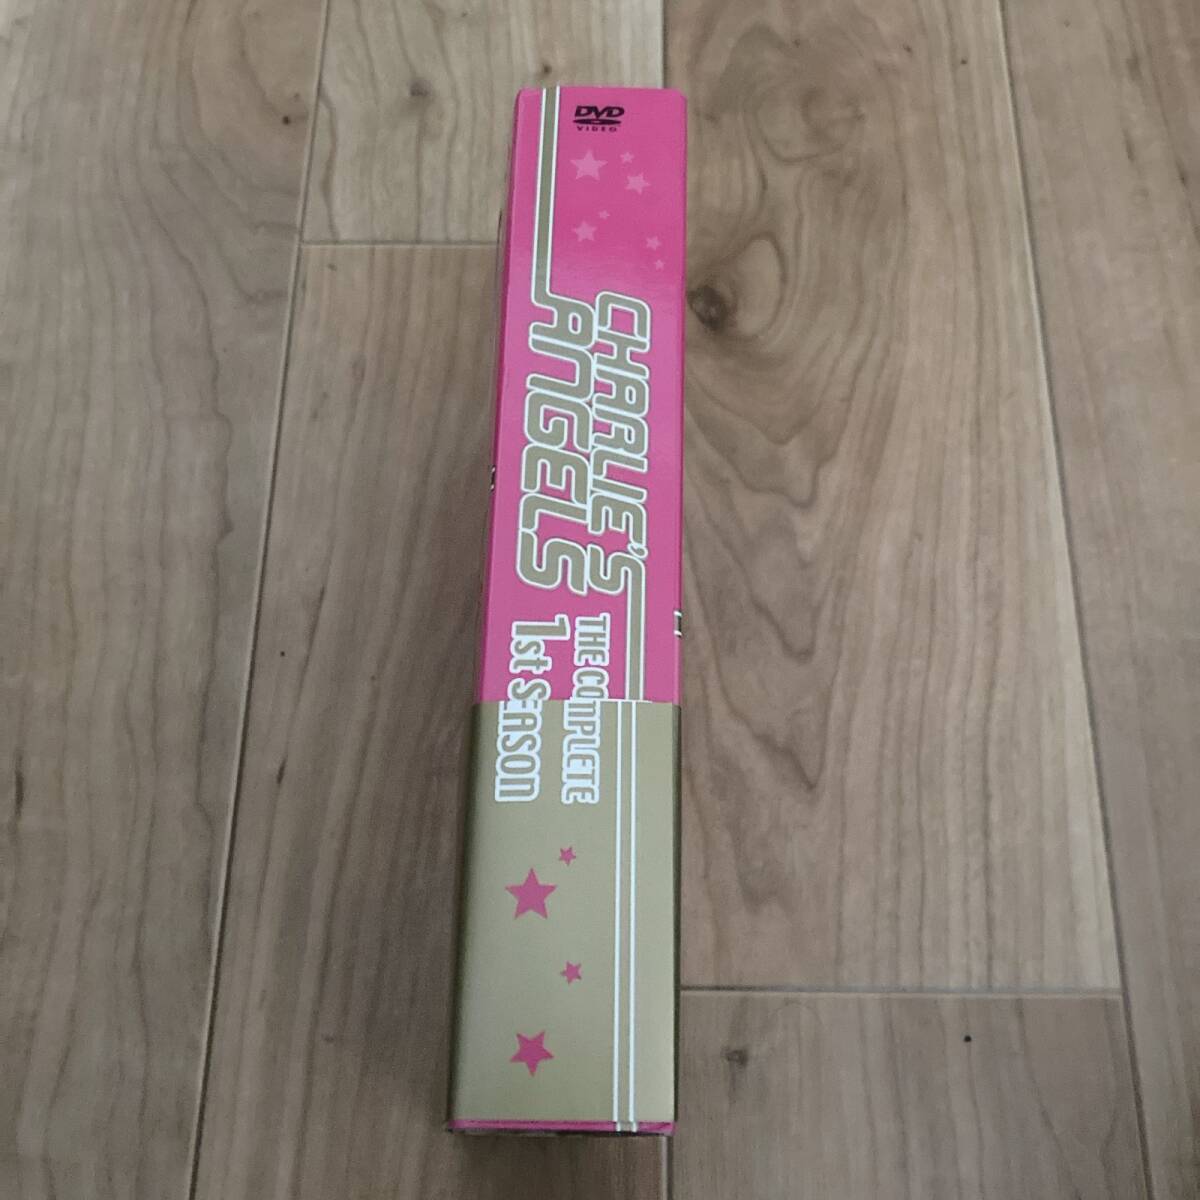 DVD
VIDEO
CHARLIE'S
ANGELS
THE COMPLETE
1st SEASON